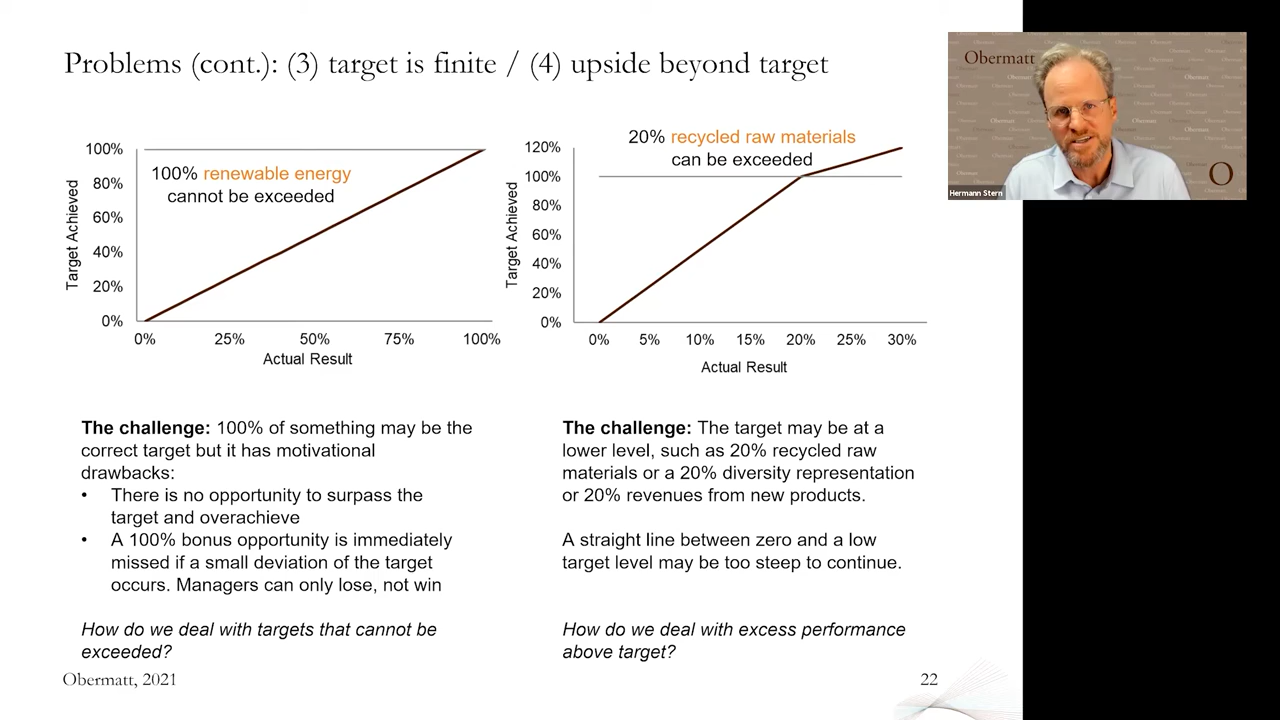 Problems (cont.): (3) target is finite / (4) upside beyond target
100% renewable energy
cannot be exceeded
Target Achieved
100%
80%
60%
40%
20%
0%
0%
25%
50%
75%
100%
Actual Result
20% recycled raw materials
can be exceeded
Target Achieved
120%
100%
80%
60%
40%
20%
0%
0%
5%
10%
15%
20%
25%
30%
Actual Result
The challenge: 100% of something may be the
correct target but it has motivational
drawbacks:
• There is no opportunity to surpass the
target and overachieve
• A 100% bonus opportunity is immediately
missed if a small deviation of the target
occurs. Managers can only lose, not win
How do we deal with targets that cannot be
exceeded?
The challenge: The target may be at a
lower level, such as 20% recycled raw
materials or a 20% diversity representation
or 20% revenues from new products.
A straight line between zero and a low
target level may be too steep to continue.
How do we deal with excess performance
above target?
Obermatt, 2021
22
Obermatt
O
Hermann Stern